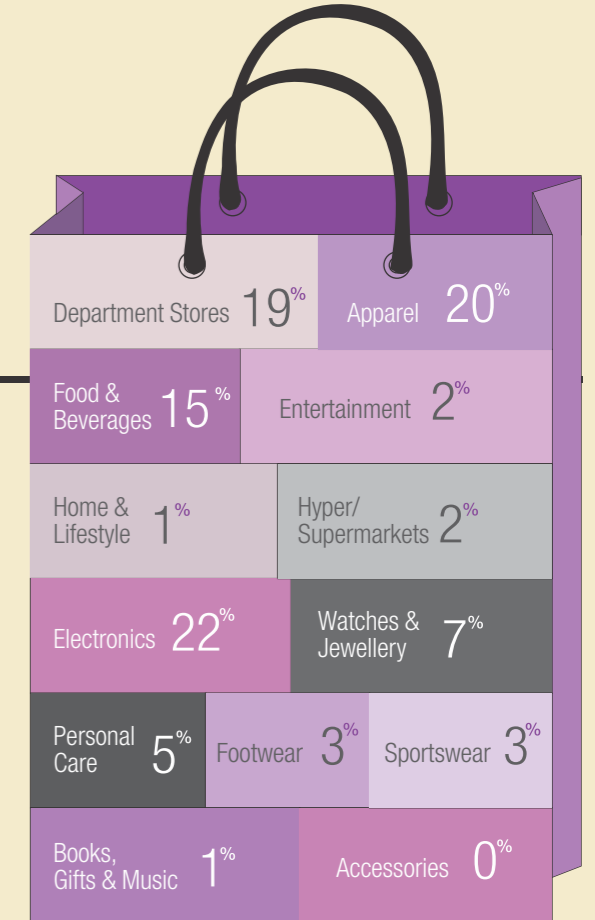 Department Stores 19%
Apparel 20%
Food &
Beverages 15%
Entertainment 2%
Home &
Lifestyle 1%
Hyper/
Supermarkets 2%
Electronics 22%
Watches &
Jewellery 7%
Personal
Care 5%
Footwear 3%
Sportswear 3%
Books,
Gifts & Music 1%
Accessories 0%